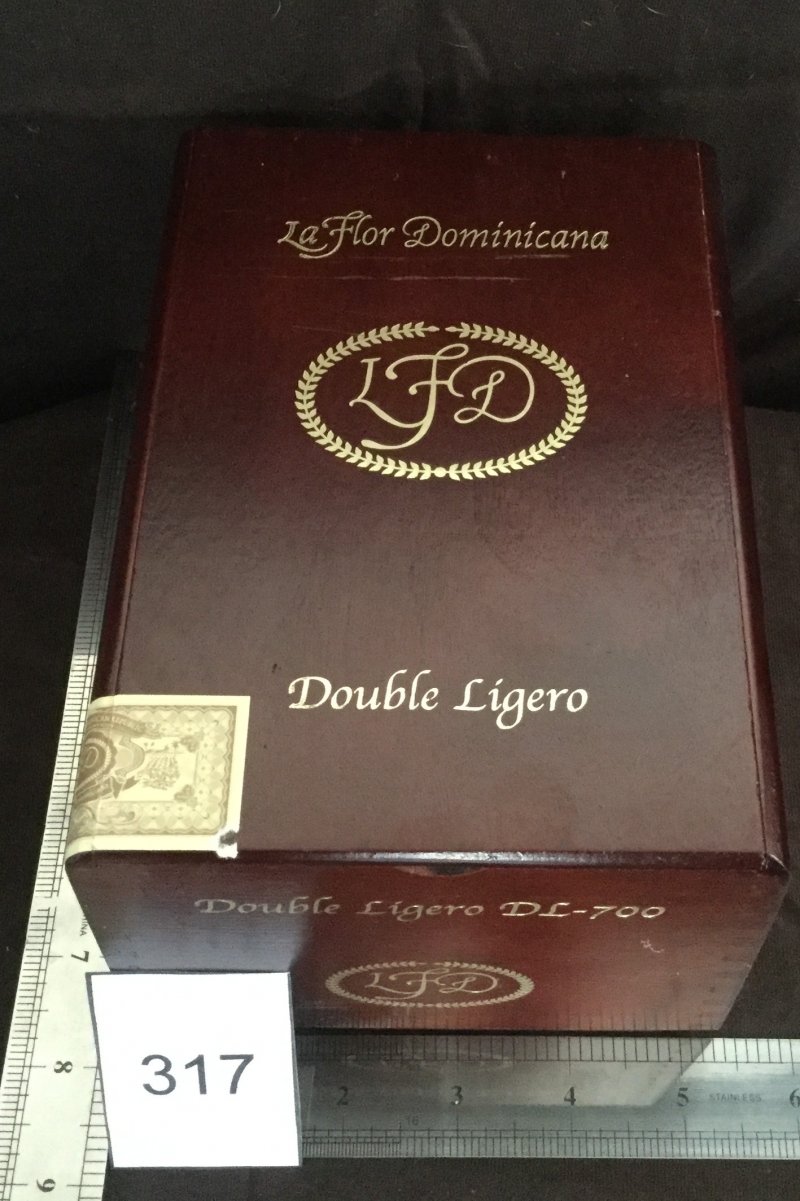 La Flor Dominicana
LFD
Double Ligero
Double Ligero DL-700
LFD
317
7
8
9
2
3
4
5
6
STAINLESS
16